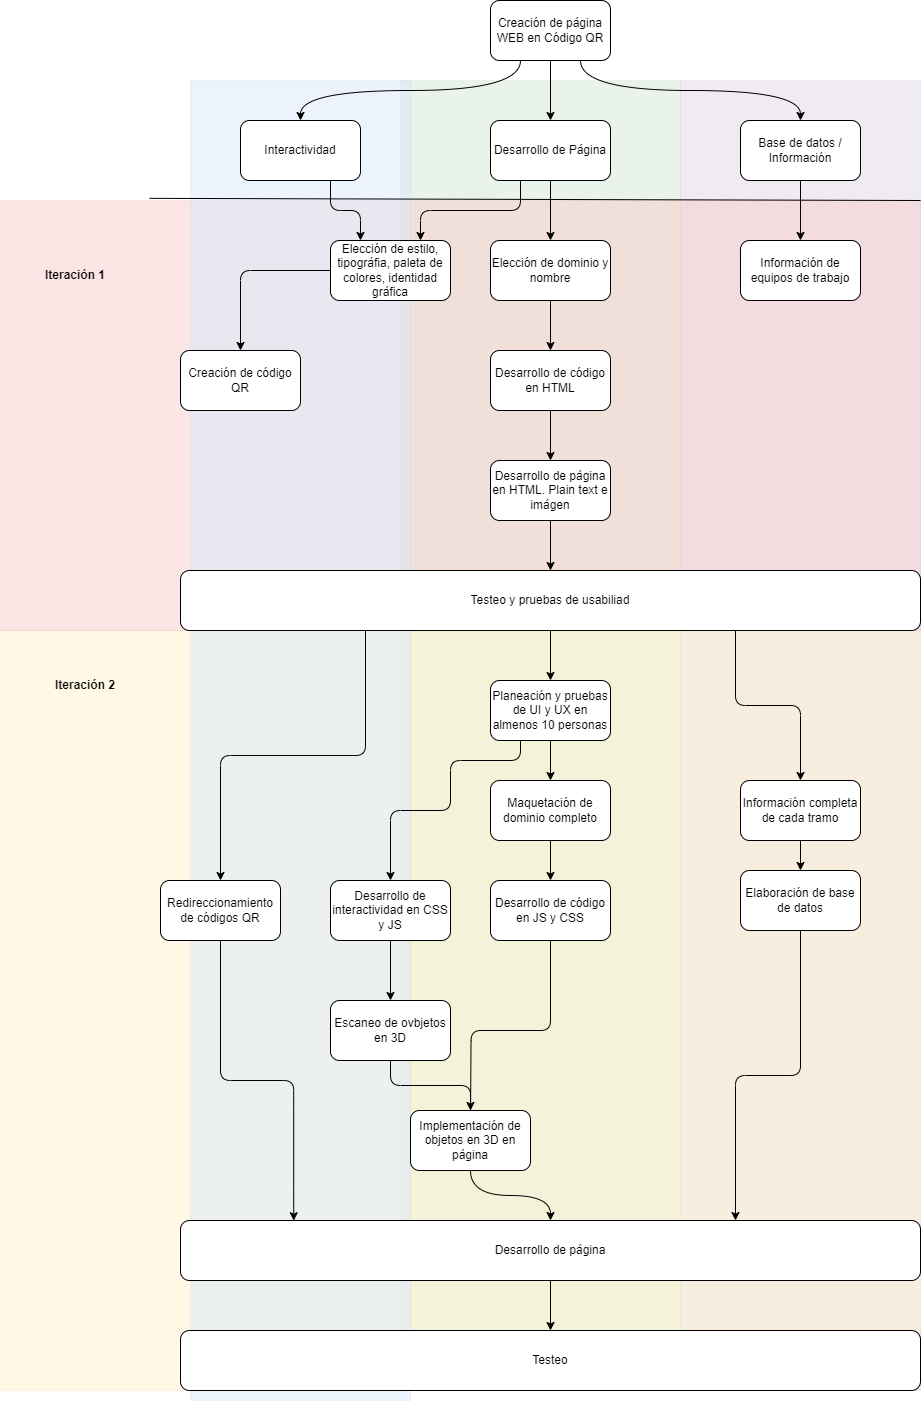 Creación de página
WEB en Código QR
Interactividad
Desarrollo de Página
Base de datos /
Información
Iteración 1
Elección de estilo,
tipográfia, paleta de
colores, identidad
gráfica
Elección de dominio y
nombre
Información de
equipos de trabajo
Creación de código
QR
Desarrollo de código
en HTML
Desarrollo de página
en HTML. Plain text e
imágen
Testeo y pruebas de usabiliad
Iteración 2
Planeación y pruebas
de UI y UX en
almenos 10 personas
Maquetación de
dominio completo
Información completa
de cada tramo
Redireccionamiento
de códigos QR
Desarrollo de
interactividad en CSS
y JS
Desarrollo de código
en JS y CSS
Elaboración de base
de datos
Escaneo de ovbjetos
en 3D
Implementación de
objetos en 3D en
página
Desarrollo de página
Testeo